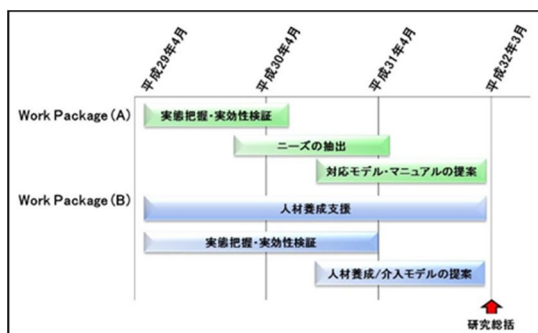 平成29年4月
平成30年4月
平成31年4月
平成32年3月
Work Package(A)
実態把握・実効性検証
ニーズの抽出
対応モデル・マニュアルの提案
Work Package(B)
人材養成支援
実態把握・実効性検証
人材養成/介入モデルの提案
研究総括